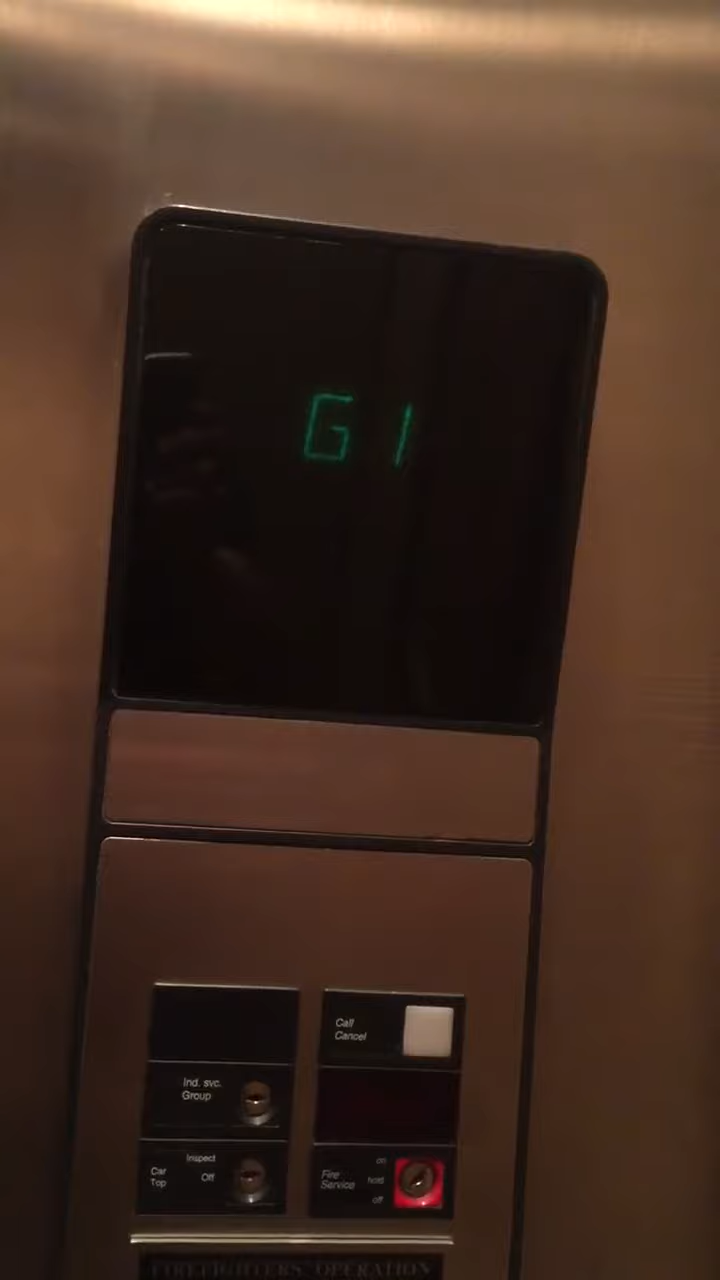 G1
Call
Cancel
Ind. svc.
Group
Car
Top
Inspect
Off
Fire
Service
on
hold
off
FIREFIGHTERS' OPERATION